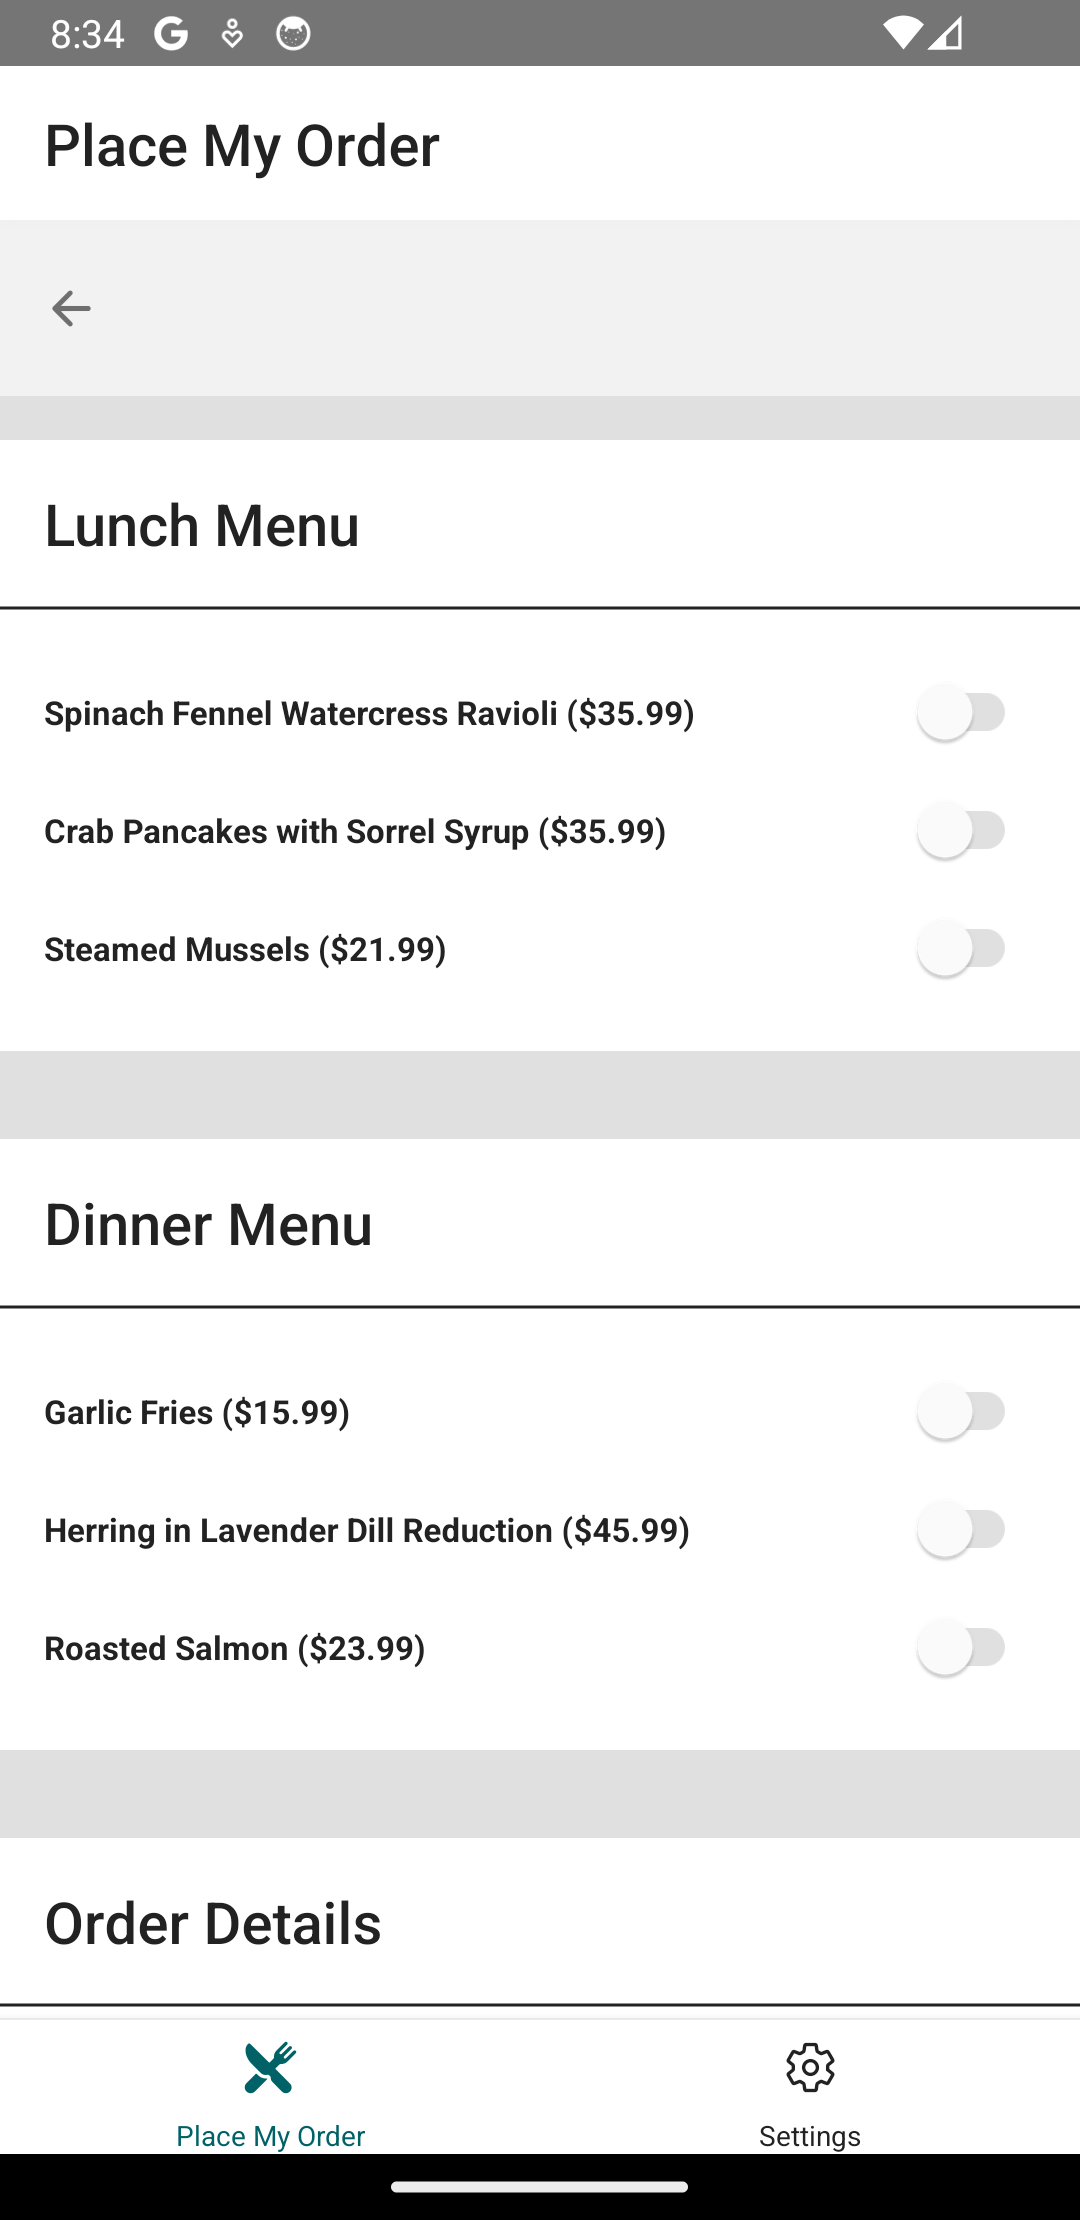 8:34
Place My Order
Lunch Menu
Spinach Fennel Watercress Ravioli ($35.99)
Crab Pancakes with Sorrel Syrup ($35.99)
Steamed Mussels ($21.99)
Dinner Menu
Garlic Fries ($15.99)
Herring in Lavender Dill Reduction ($45.99)
Roasted Salmon ($23.99)
Order Details
Place My Order
Settings